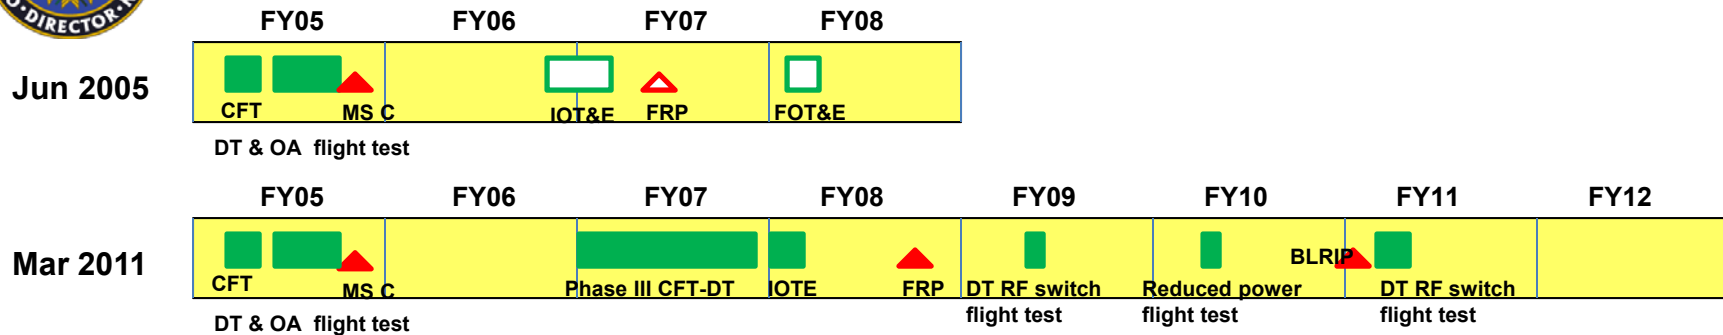 O · DIRECTOR ·
FY05 FY06 FY07 FY08
Jun 2005
CFT MS C IOT&E FRP FOT&E
DT & OA flight test
FY05 FY06 FY07 FY08 FY09 FY10 FY11 FY12
Mar 2011
BLRIP
CFT MS C Phase III CFT-DT IOTE FRP DT RF switch Reduced power DT RF switch
flight test flight test flight test
DT & OA flight test